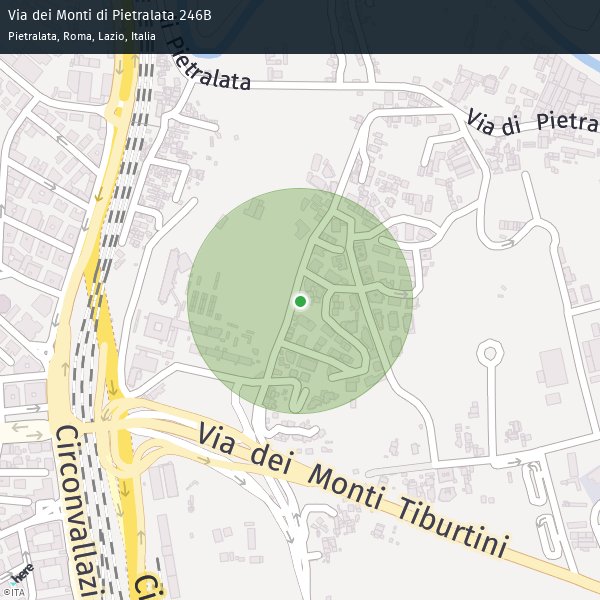 Via dei Monti di Pietralata 246B
Pietralata, Roma, Lazio, Italia
i Pietralata
Via di Pietra
Via dei Monti Tiburtini
Circonvallazi
Ci
here
©ITA